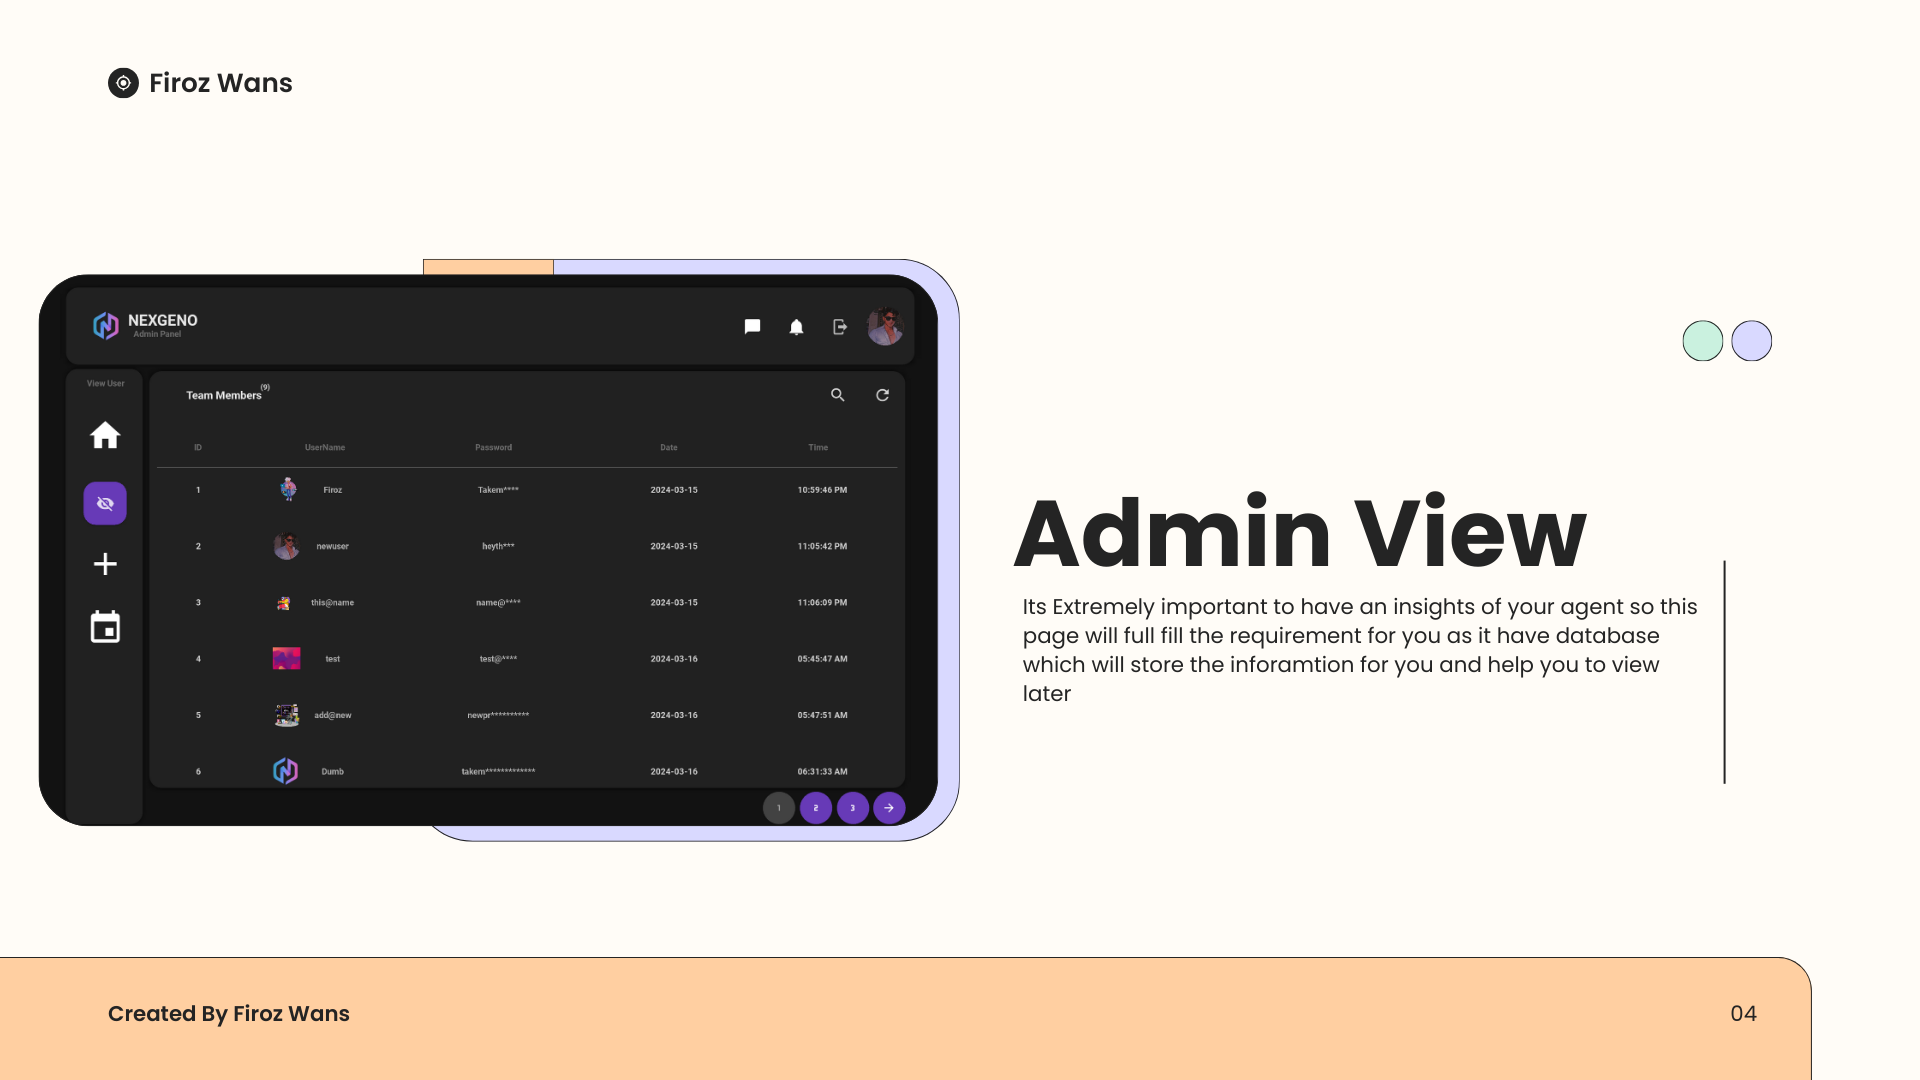 Firoz Wans
NEXGENO
Admin Panel
View User
Team Members (9)
ID UserName Password Date Time
1 Firoz Takem**** 2024-03-15 10:59:46 PM
2 newuser heyth*** 2024-03-15 11:05:42 PM
3 this@name name@**** 2024-03-15 11:06:09 PM
4 test test@**** 2024-03-16 05:45:47 AM
5 add@new newpr********** 2024-03-16 05:47:51 AM
6 Dumb takem************* 2024-03-16 06:31:33 AM
1 2 3
Admin View
Its Extremely important to have an insights of your agent so this
page will full fill the requirement for you as it have database
which will store the inforamtion for you and help you to view
later
Created By Firoz Wans
04